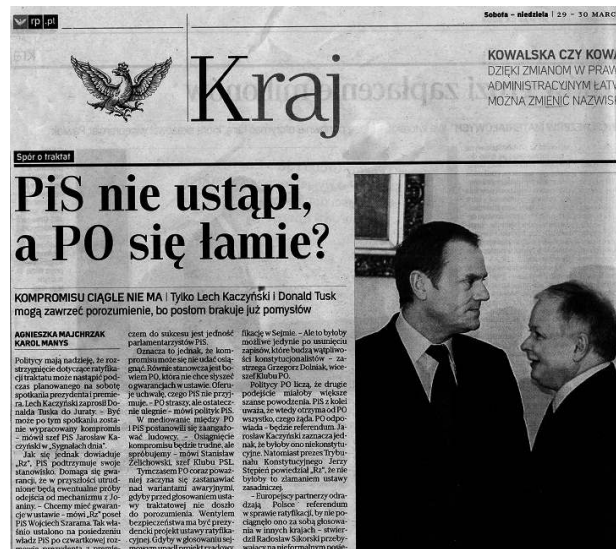 rp.pl
Sobota – niedziela | 29 – 30 MARC
Kraj
KOWALSKA CZY KOWA
DZIĘKI ZMIANOM W PRAW
ADMINISTRACYJNYM ŁATW
MOŻNA ZMIENIĆ NAZWIS
Spór o traktat
PiS nie ustąpi,
a PO się łamie?
KOMPROMISU CIĄGLE NIE MA | Tylko Lech Kaczyński i Donald Tusk
mogą zawrzeć porozumienie, bo posłom brakuje już pomysłów
AGNIESZKA MAJCHRZAK
KAROL MANYS
Politycy mają nadzieję, że roz-
strzygnięcie dotyczące ratyfika-
cji traktatu może nastąpić pod-
czas planowanego na sobotę
spotkania prezydenta i premie-
ra. Lech Kaczyński zaprosił Do-
nalda Tuska do Juraty. – Być
może po tym spotkaniu zosta-
nie wypracowany kompromis
– mówił szef PiS Jarosław Ka-
czyński w „Sygnałach dnia”.
Jak się jednak dowiaduje
„Rz”, PiS podtrzymuje swoje
stanowisko. Domaga się gwa-
rancji, że w przyszłości utrud-
nione będą ewentualne próby
odejścia od mechanizmu z Jo-
aniny. – Chcemy mieć gwaran-
cje w ustawie – mówi „Rz” poseł
PiS Wojciech Szarama. Tak wła-
śnie ustalono na posiedzeniu
władz PiS po czwartkowej roz-
mowie prezydenta z premie-
czem do sukcesu jest jedność
parlamentarzystów PiS.
Oznacza to jednak, że kom-
promisu może się nie udać osią-
gnąć. Równie stanowcza jest bo-
wiem PO, która nie chce słyszeć
o gwarancjach w ustawie. Oferu-
je uchwałę, czego PiS nie przyj-
muje. – PO straszy, ale ostatecz-
nie ulegnie – mówi polityk PiS.
W mediowanie między PO
i PiS postanowili się zaangażo-
wać ludowcy. – Osiągnięcie
kompromisu będzie trudne, ale
spróbujemy – mówi Stanisław
Żelichowski, szef Klubu PSL.
Tymczasem PO coraz poważ-
niej zaczyna się zastanawiać
nad wariantami awaryjnymi,
gdyby przed głosowaniem usta-
wy traktatowej nie doszło
do porozumienia. Wentylem
bezpieczeństwa ma być prezy-
dencki projekt ustawy ratyfika-
cyjnej. Gdyby w głosowaniu sej-
mowym upadł projekt rządowy,
fikację w Sejmie. – Ale to byłoby
możliwe jedynie po usunięciu
zapisów, które budzą wątpliwo-
ści konstytucjonalistów – za-
strzega Grzegorz Dolniak, wice-
szef Klubu PO.
Politycy PO liczą, że drugie
podejście miałoby większe
szanse powodzenia. PiS z kolei
uważa, że wtedy otrzyma od PO
wszystko, czego żąda. PO odpo-
wiada – będzie referendum. Ja-
rosław Kaczyński zaznacza jed-
nak, że byłoby ono niekonstytu-
cyjne. Natomiast prezes Trybu-
nału Konstytucyjnego Jerzy
Stępień powiedział „Rz”, że nie
byłoby to złamaniem ustawy
zasadniczej.
– Europejscy partnerzy odra-
dzają Polsce referendum
w sprawie ratyfikacji, by nie po-
ciągnęło ono za sobą głosowa-
nia w innych krajach – stwier-
dził Radosław Sikorski przeby-
wający na nieformalnym posie-